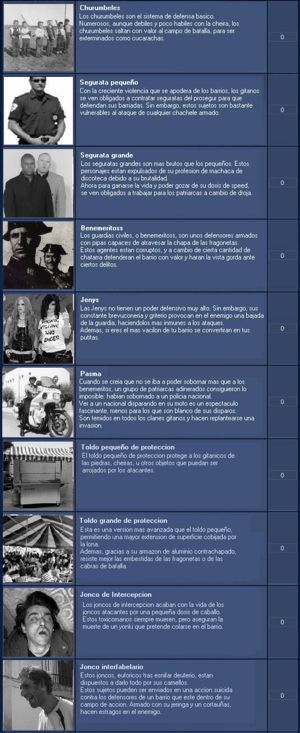 Churumbeles
Los churumbeles son el sistema de defensa basico.
Numerosos, aunque debiles y poco habiles con la cheira, los
churumbeles saltan con valor al campo de batalla, para ser
exterminados como cucarachas.
0
Segurata pequeño
Con la creciente violencia que se apodera de los barrios, los gitanos
se ven obligados a contratar seguratas del prosegur para que
defiendan sus barriadas. Sin embargo, estos sujetos son bastante
vulnerables al ataque de cualquier chachele armado.
0
Segurata grande
Los seguratas grandes son mas brutos que los pequeños. Estos
personajes estan expulsados de su profesion de machaca de
discoteca debido a su brutalidad.
Ahora para ganarse la vida y poder gozar de su dosis de speed,
se ven obligados a trabajar para los patriarcas a cambio de droja.
0
Benemeritoss
Los guardias civiles, o benemeritoss, son unos defensores armados
con pipas capaces de atravesar la chapa de las fragonetas.
Estos agentes estan corruptos, y a cambio de cierta cantidad de
chatarra defenderan el barrio con valor y haran la vista gorda ante
ciertos delitos.
0
Jenys
Las Jenys no tienen un poder defensivo muy alto. Sin embargo, sus
constante brevuconeria y griterio provocan en el enemigo una bajada
de la guardia, haciendolos mas inmunes a los ataques.
Ademas, si eres el mas vacilon de tu barrio se convertiran en tus
putitas.
0
Pasma
Cuando se creia que no se iba a poder sobornar mas que a los
benemeritos, un grupo de patriarcas adinerados consiguieron lo
imposible: habian sobornado a un policia nacional.
Ver a un nacional disparando en su moto es un espectaculo
fascinante, menos para los que son blanco de sus disparos.
Son temidos en todos los clanes gitanos y hacen replantearse una
invasion.
0
Toldo pequeño de proteccion
El toldo pequeño de proteccion protege a los gitanicos de
las piedras, cheiras, u otros objetos que puedan ser
arrojados por los atacantes.
0
Toldo grande de proteccion
Esta es una version mas avanzada que el toldo pequeño,
permitiendo una mayor extension de superficie cobijada por
la lona.
Ademas, gracias a su armazon de aluminio contrachapado,
resiste mejor las embestidas de las fragonetas o de las
cabras de batalla.
0
Jonco de Intercepcion
Los joncos de intercepcion acaban con la vida de los
joncos atacantes por una pequeña dosis de caballo.
Estos toxicomanos siempre mueren, pero aseguran la
muerte de un yonki que pretende colarse en el barrio.
0
Jonco interfabelario
Estos joncos, euforicos tras esnifar deuterio, estan
dispuestos a darlo todo por sus camellos.
Estos sujetos pueden ser enviados en una accion suicida
contra los defensores de un barrio que este dentro de su
campo de accion. Armado con su jeringa y un cortauñas,
hacen estragos en el enemigo.
0